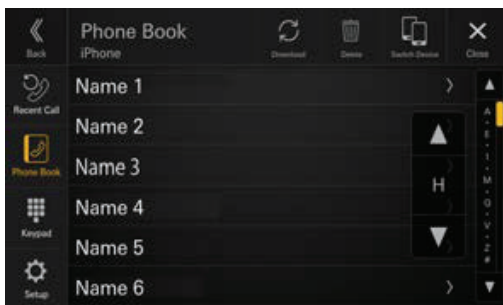 Phone Book
iPhone
Back
Download
Delete
Switch Device
Close
Recent Call
Phone Book
Keypad
Setup
Name 1
Name 2
Name 3
Name 4
Name 5
Name 6
H
A
E
I
M
Q
V
Z
#